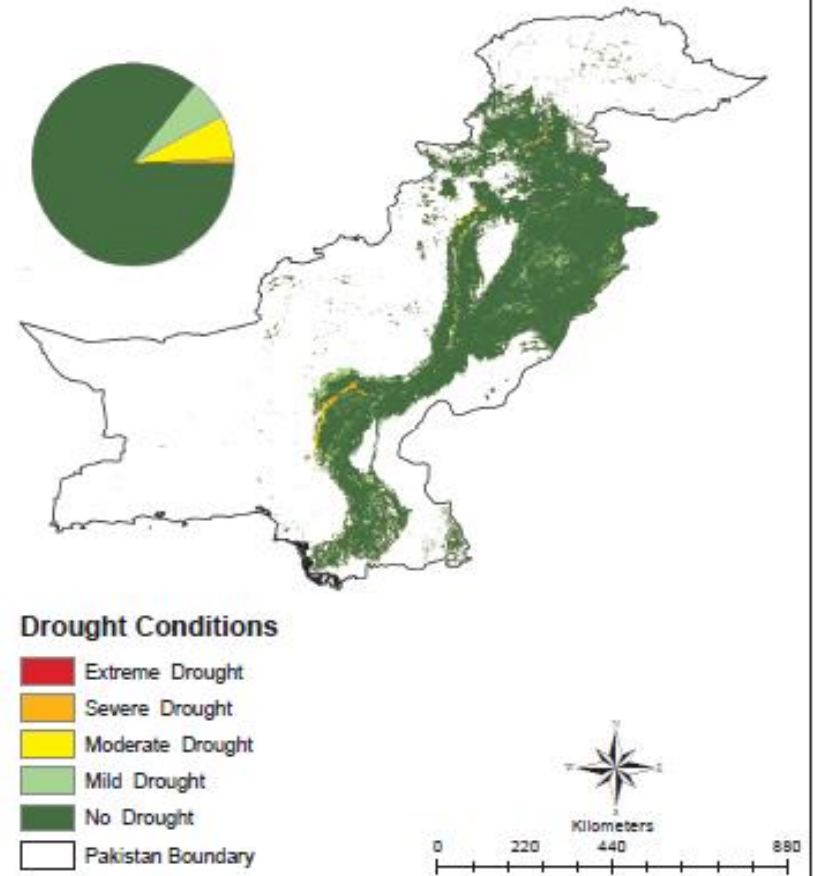 Drought Conditions
Extreme Drought
Severe Drought
Moderate Drought
Mild Drought
No Drought
Pakistan Boundary
N
Kilometers
0 220 440 880